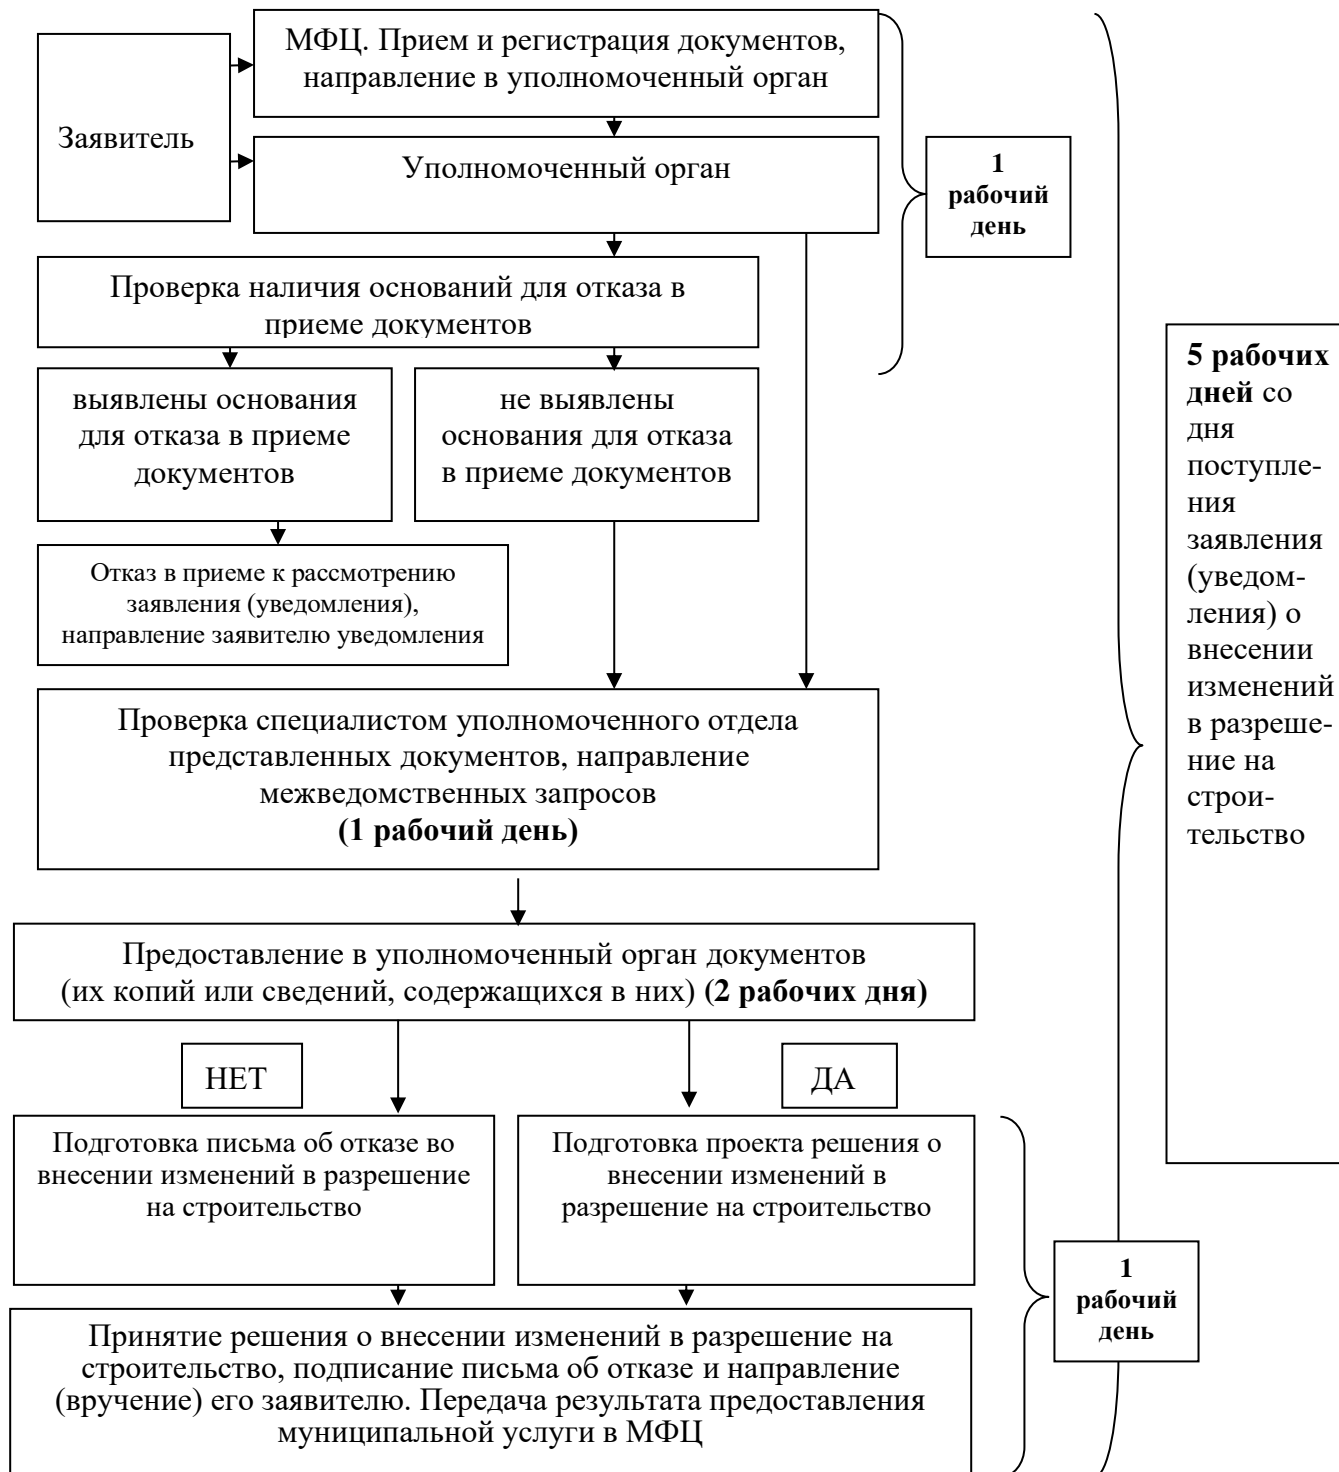 МФЦ. Прием и регистрация документов,
направление в уполномоченный орган
Заявитель
Уполномоченный орган
1
рабочий
день
Проверка наличия оснований для отказа в
приеме документов
выявлены основания
для отказа в приеме
документов
не выявлены
основания для отказа
в приеме документов
Отказ в приеме к рассмотрению
заявления (уведомления),
направление заявителю уведомления
5 рабочих
дней со
дня
поступле-
ния
заявления
(уведом-
ления) о
внесении
изменений
в разреше-
ние на
строи-
тельство
Проверка специалистом уполномоченного отдела
представленных документов, направление
межведомственных запросов
(1 рабочий день)
Предоставление в уполномоченный орган документов
(их копий или сведений, содержащихся в них) (2 рабочих дня)
НЕТ
ДА
Подготовка письма об отказе во
внесении изменений в разрешение
на строительство
Подготовка проекта решения о
внесении изменений в
разрешение на строительство
1
рабочий
день
Принятие решения о внесении изменений в разрешение на
строительство, подписание письма об отказе и направление
(вручение) его заявителю. Передача результата предоставления
муниципальной услуги в МФЦ